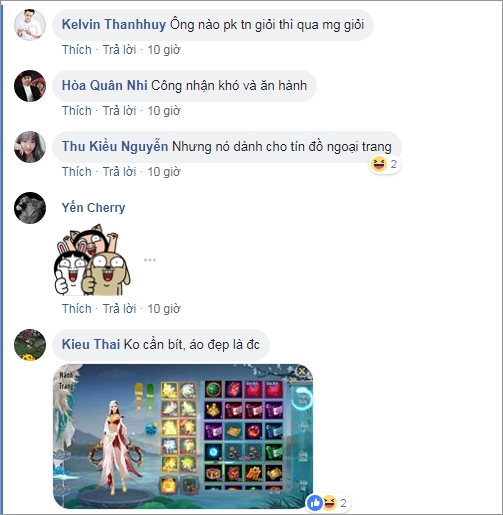 Kelvin Thanhhuy Ông nào pk tn giỏi thì qua mg giỏi
Thích · Trả lời · 10 giờ
Hòa Quân Nhi Công nhận khó và ăn hành
Thích · Trả lời · 10 giờ
Thu Kiều Nguyễn Nhưng nó dành cho tín đồ ngoại trang
2
Thích · Trả lời · 10 giờ
Yến Cherry
Thích · Trả lời · 10 giờ
Kieu Thai Ko cần bít, áo đẹp là đc
Hành
Trang
2